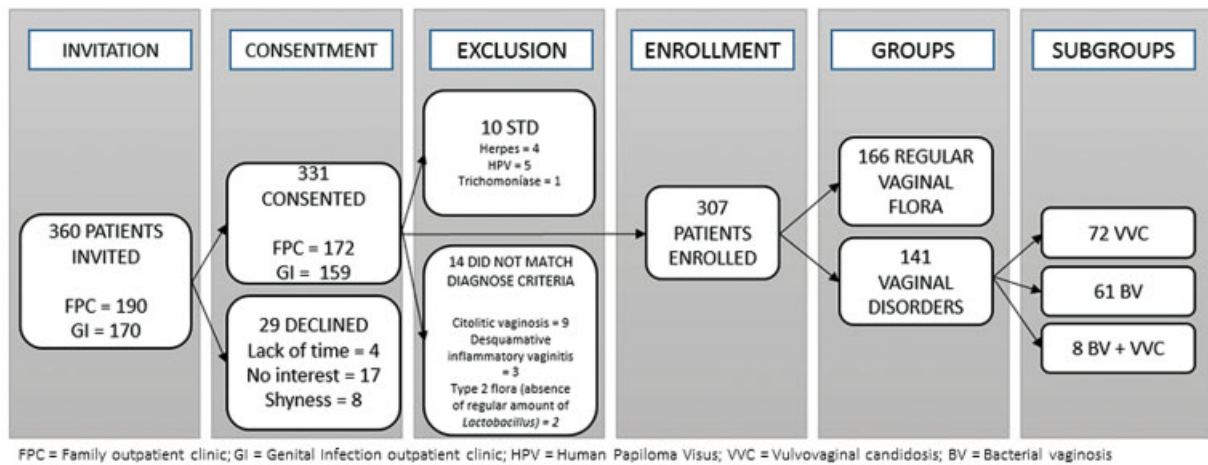 INVITATION
CONSENTMENT
EXCLUSION
ENROLLMENT
GROUPS
SUBGROUPS
360 PATIENTS
INVITED
FPC = 190
GI = 170
331
CONSENTED
FPC = 172
GI = 159
29 DECLINED
Lack of time = 4
No interest = 17
Shyness = 8
10 STD
Herpes = 4
HPV = 5
Trichomoníase = 1
14 DID NOT MATCH
DIAGNOSE CRITERIA
Citolitic vaginosis = 9
Desquamative
inflammatory vaginitis
= 3
Type 2 flora (absence
of regular amount of
Lactobacillus) = 2
307
PATIENTS
ENROLLED
166 REGULAR
VAGINAL
FLORA
141
VAGINAL
DISORDERS
72 VVC
61 BV
8 BV + VVC
FPC = Family outpatient clinic; GI = Genital Infection outpatient clinic; HPV = Human Papiloma Visus; VVC = Vulvovaginal candidosis; BV = Bacterial vaginosis